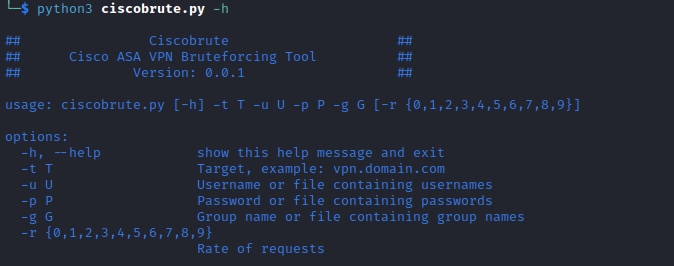 └─$ python3 ciscobrute.py -h
## Ciscobrute ##
## Cisco ASA VPN Bruteforcing Tool ##
## Version: 0.0.1 ##
usage: ciscobrute.py [-h] -t T -u U -p P -g G [-r {0,1,2,3,4,5,6,7,8,9}]
options:
-h, --help show this help message and exit
-t T Target, example: vpn.domain.com
-u U Username or file containing usernames
-p P Password or file containing passwords
-g G Group name or file containing group names
-r {0,1,2,3,4,5,6,7,8,9}
Rate of requests